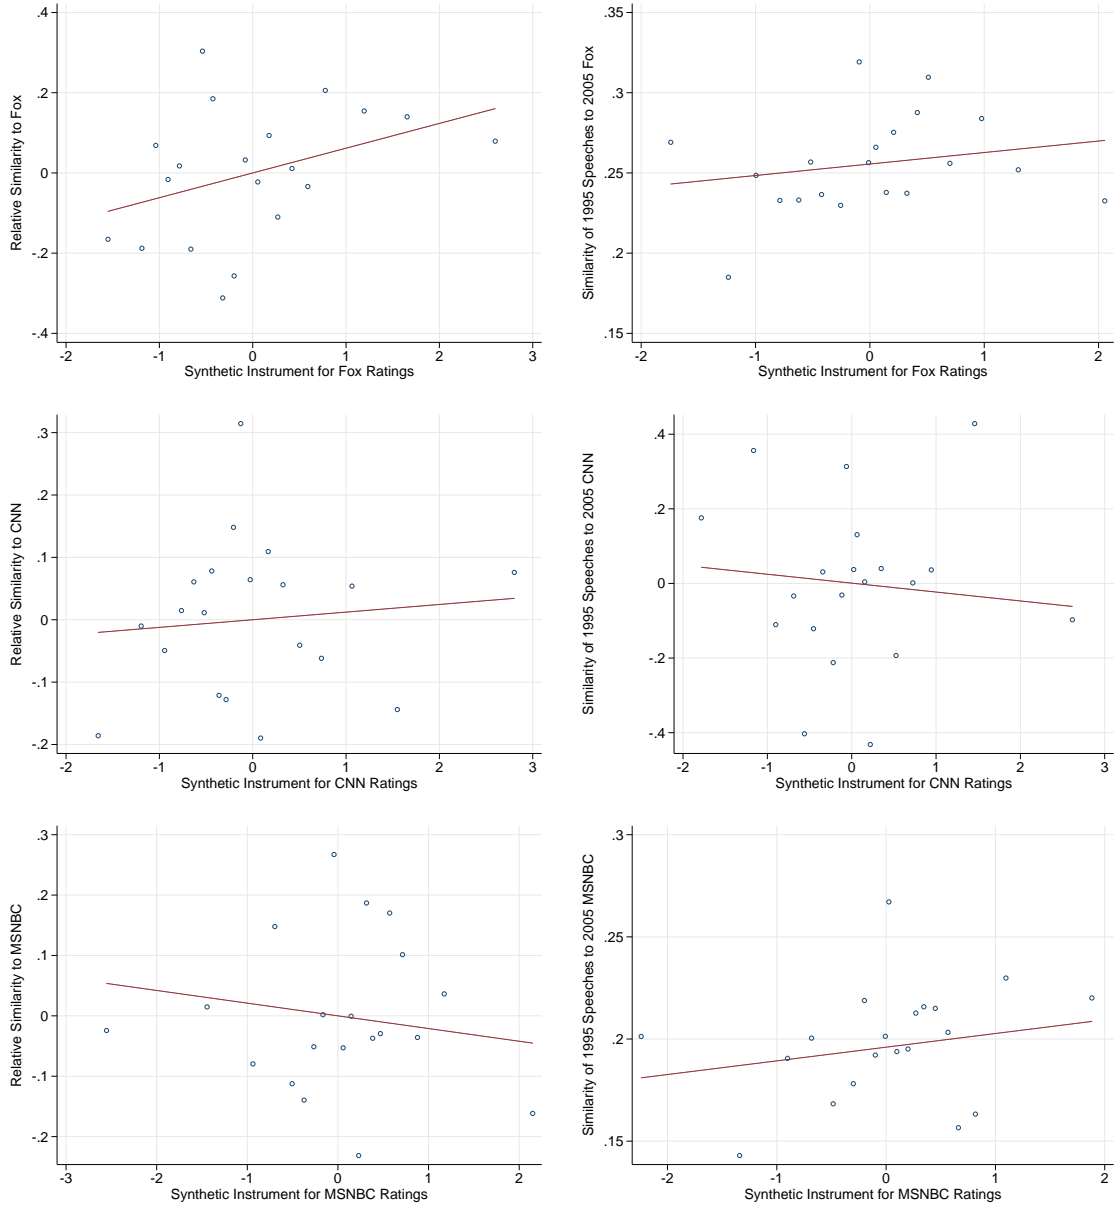 .4
.2
0
-.2
-.4
Relative Similarity to Fox
-2 -1 0 1 2 3
Synthetic Instrument for Fox Ratings
.35
.3
.25
.2
.15
Similarity of 1995 Speeches to 2005 Fox
-2 -1 0 1 2
Synthetic Instrument for Fox Ratings
.3
.2
.1
0
-.1
-.2
Relative Similarity to CNN
-2 -1 0 1 2 3
Synthetic Instrument for CNN Ratings
.4
.2
0
-.2
-.4
Similarity of 1995 Speeches to 2005 CNN
-2 -1 0 1 2 3
Synthetic Instrument for CNN Ratings
.3
.2
.1
0
-.1
-.2
Relative Similarity to MSNBC
-3 -2 -1 0 1 2
Synthetic Instrument for MSNBC Ratings
.3
.25
.2
.15
Similarity of 1995 Speeches to 2005 MSNBC
-2 -1 0 1 2
Synthetic Instrument for MSNBC Ratings